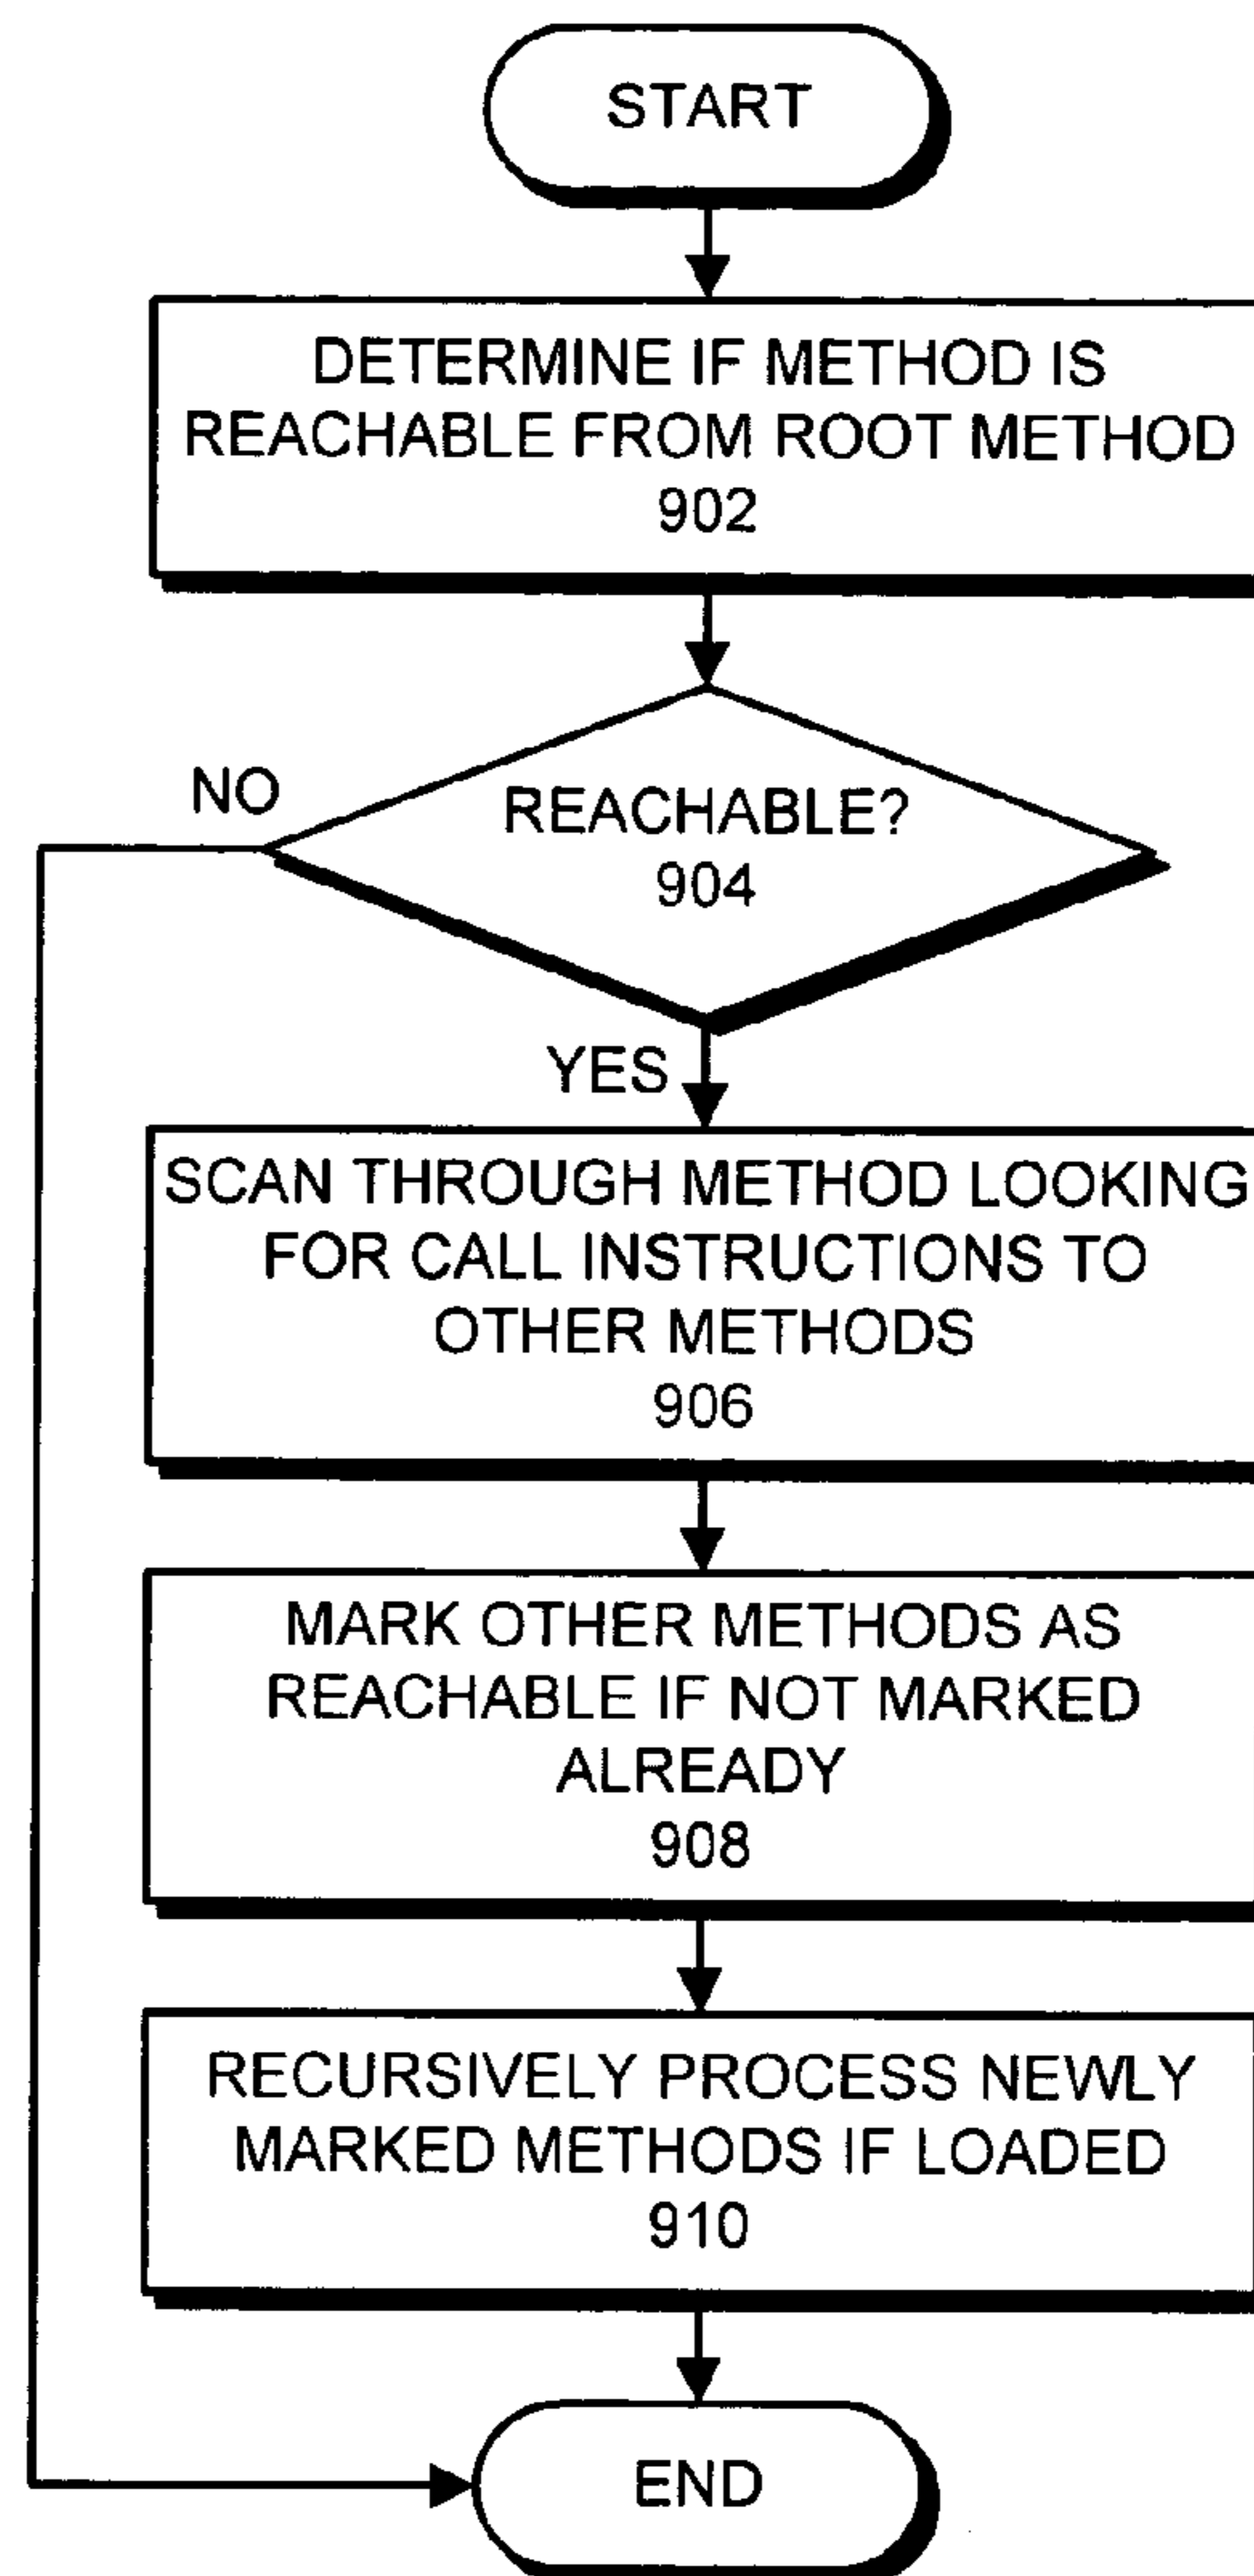 START
DETERMINE IF METHOD IS
REACHABLE FROM ROOT METHOD
902
NO
REACHABLE?
904
YES
SCAN THROUGH METHOD LOOKING
FOR CALL INSTRUCTIONS TO
OTHER METHODS
906
MARK OTHER METHODS AS
REACHABLE IF NOT MARKED
ALREADY
908
RECURSIVELY PROCESS NEWLY
MARKED METHODS IF LOADED
910
END